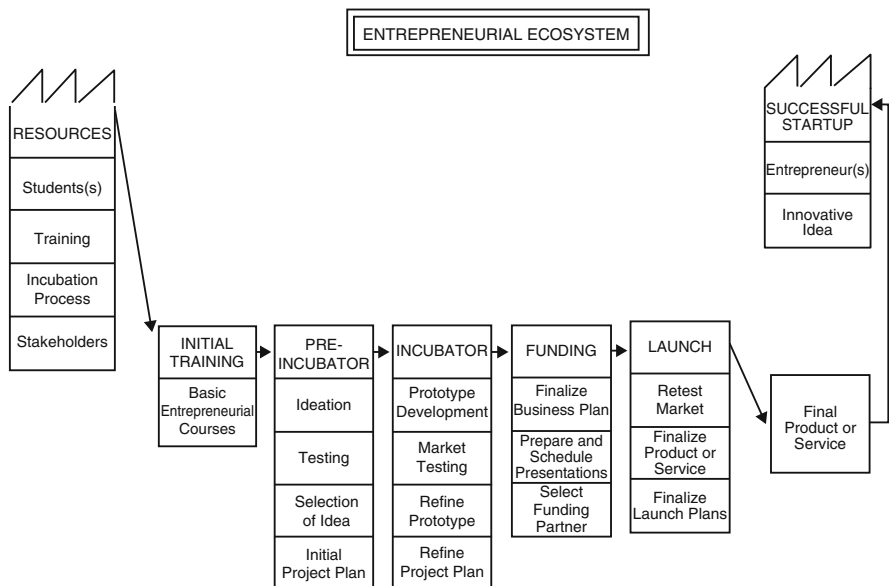 ENTREPRENEURIAL ECOSYSTEM
RESOURCES
Students(s)
Training
Incubation
Process
Stakeholders
INITIAL
TRAINING
Basic
Entrepreneurial
Courses
PRE-
INCUBATOR
Ideation
Testing
Selection
of Idea
Initial
Project Plan
INCUBATOR
Prototype
Development
Market
Testing
Refine
Prototype
Refine
Project Plan
FUNDING
Finalize
Business Plan
Prepare and
Schedule
Presentations
Select
Funding
Partner
LAUNCH
Retest
Market
Finalize
Product or
Service
Finalize
Launch Plans
Final
Product or
Service
SUCCESSFUL
STARTUP
Entrepreneur(s)
Innovative
Idea